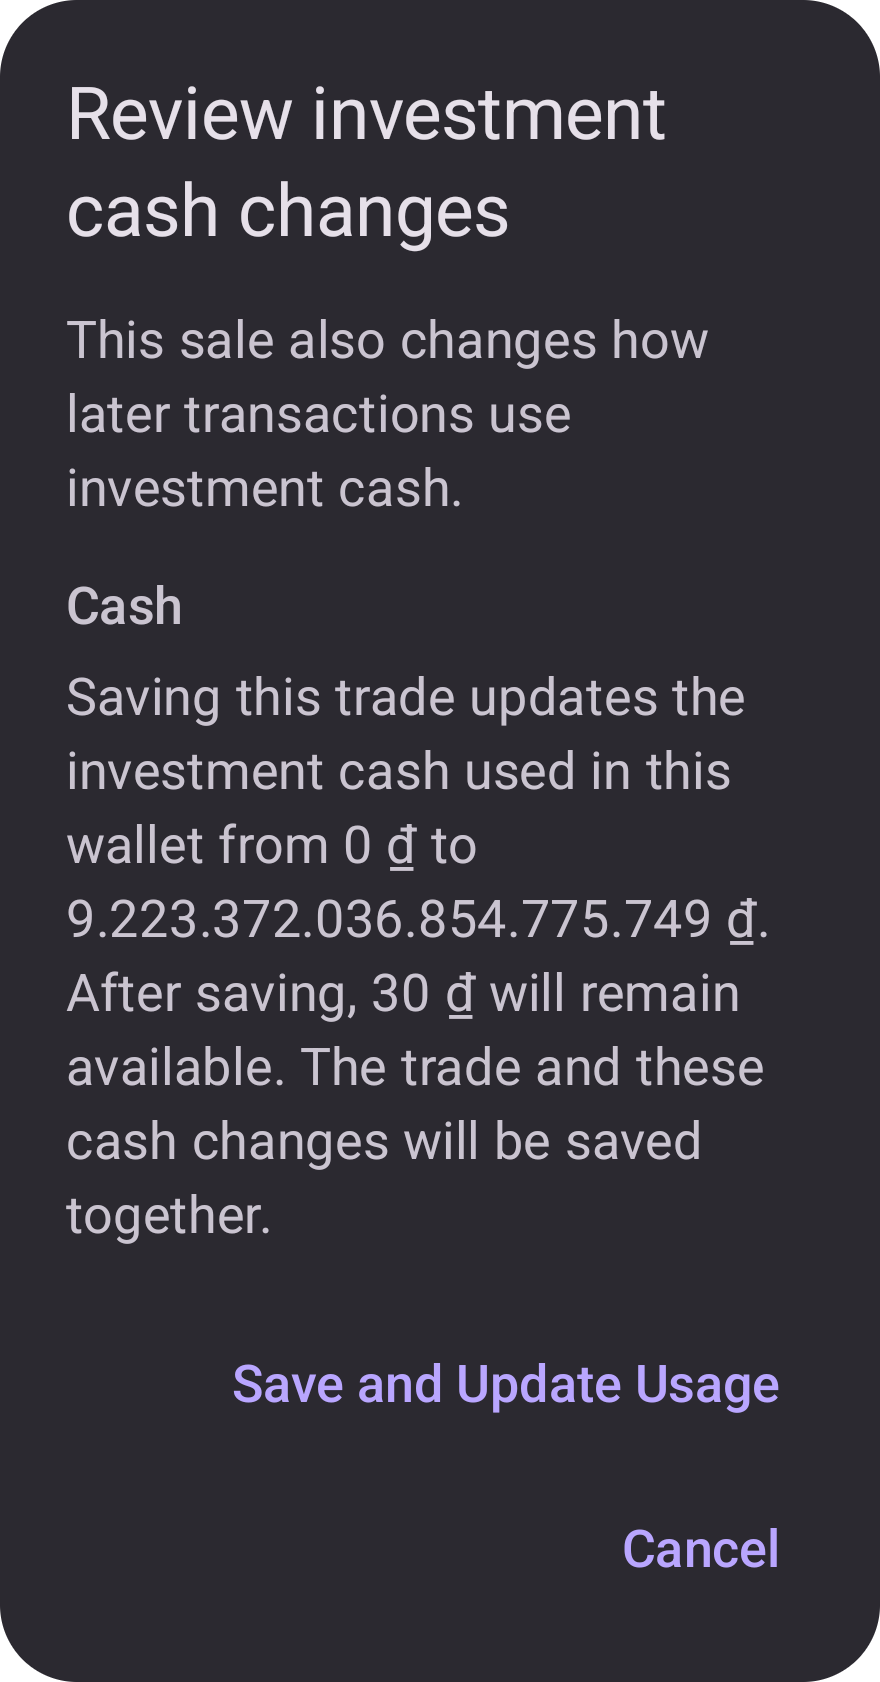 Review investment
cash changes
This sale also changes how
later transactions use
investment cash.
Cash
Saving this trade updates the
investment cash used in this
wallet from 0 ₫ to
9.223.372.036.854.775.749 ₫.
After saving, 30 ₫ will remain
available. The trade and these
cash changes will be saved
together.
Save and Update Usage
Cancel